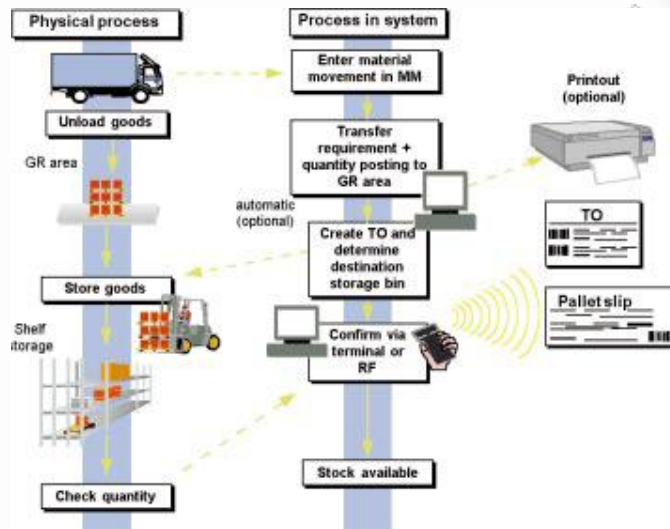 Physical process
Process in system
Enter material
movement in MM
Printout
(optional)
Unload goods
Transfer
requirement +
quantity posting to
GR area
GR area
automatic
(optional)
Create TO and
determine
destination
storage bin
TO
Store goods
Pallet slip
Shelf
storage
Confirm via
terminal or
RF
Stock available
Check quantity